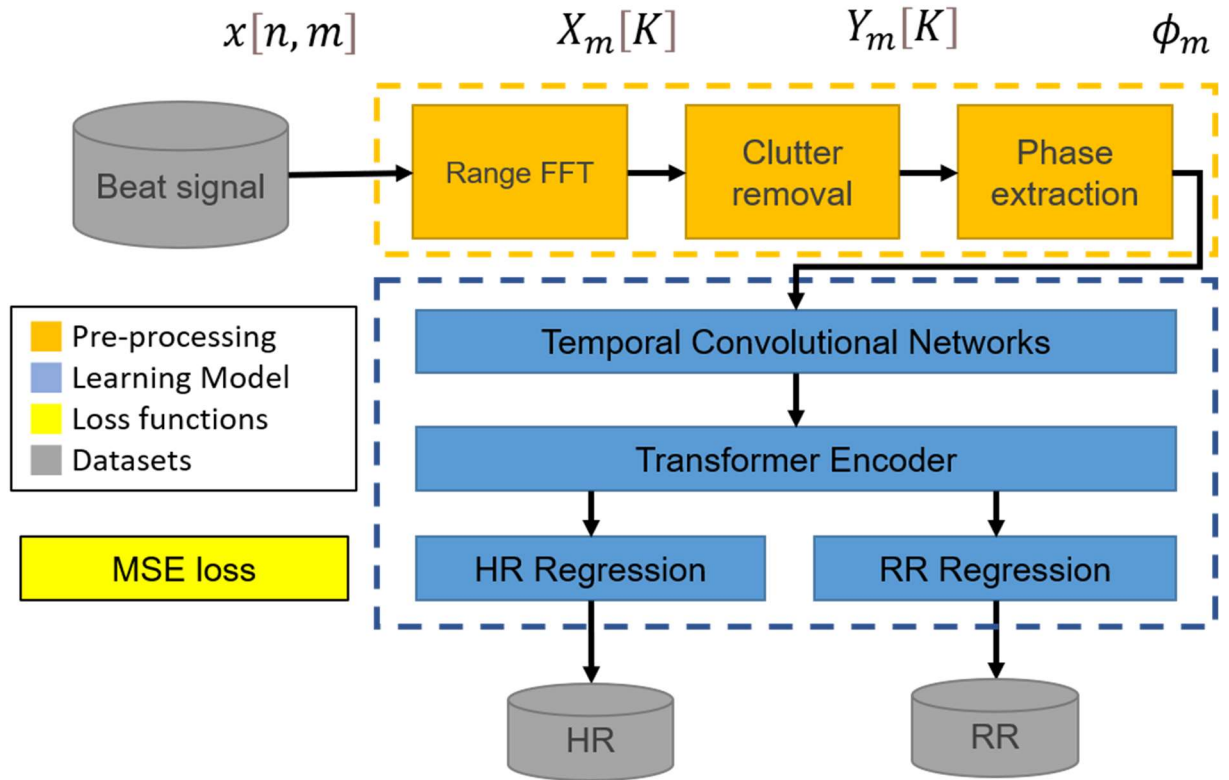 x[n, m]
X_m[K]
Y_m[K]
ϕ_m
Beat signal
Range FFT
Clutter
removal
Phase
extraction
Pre-processing
Learning Model
Loss functions
Datasets
Temporal Convolutional Networks
Transformer Encoder
MSE loss
HR Regression
RR Regression
HR
RR